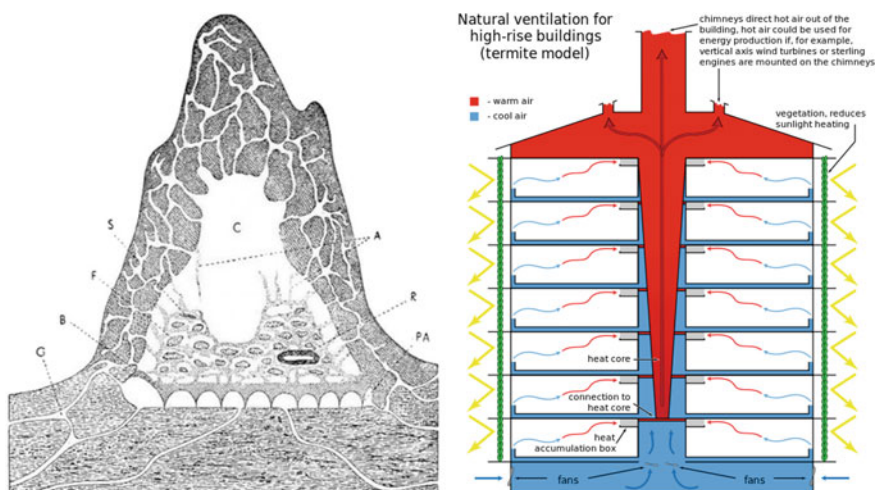 C
A
S
F
R
B
PA
G
Natural ventilation for
high-rise buildings
(termite model)
- warm air
- cool air
chimneys direct hot air out of the
building, hot air could be used for
energy production if, for example,
vertical axis wind turbines or sterling
engines are mounted on the chimneys
vegetation, reduces
sunlight heating
heat core
connection to
heat core
heat
accumulation box
fans
fans